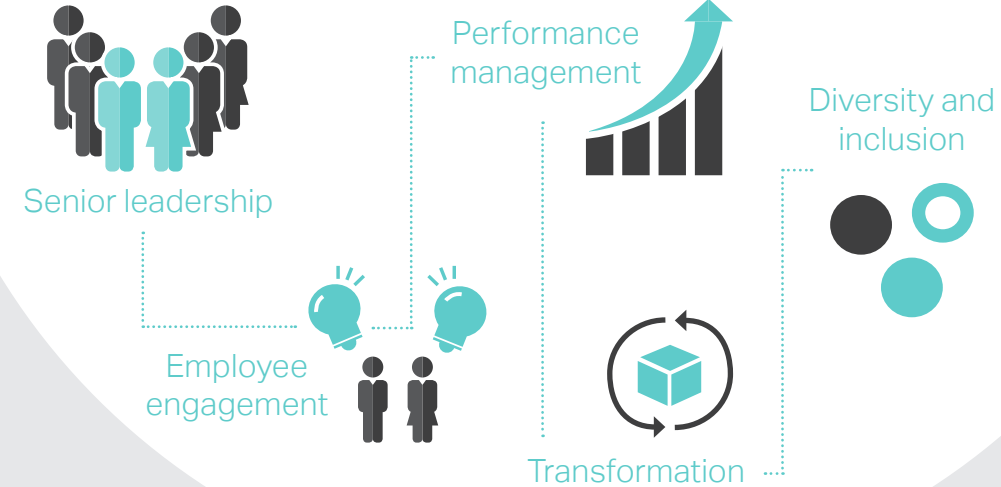 Senior leadership
Employee
engagement
Performance
management
Transformation
Diversity and
inclusion